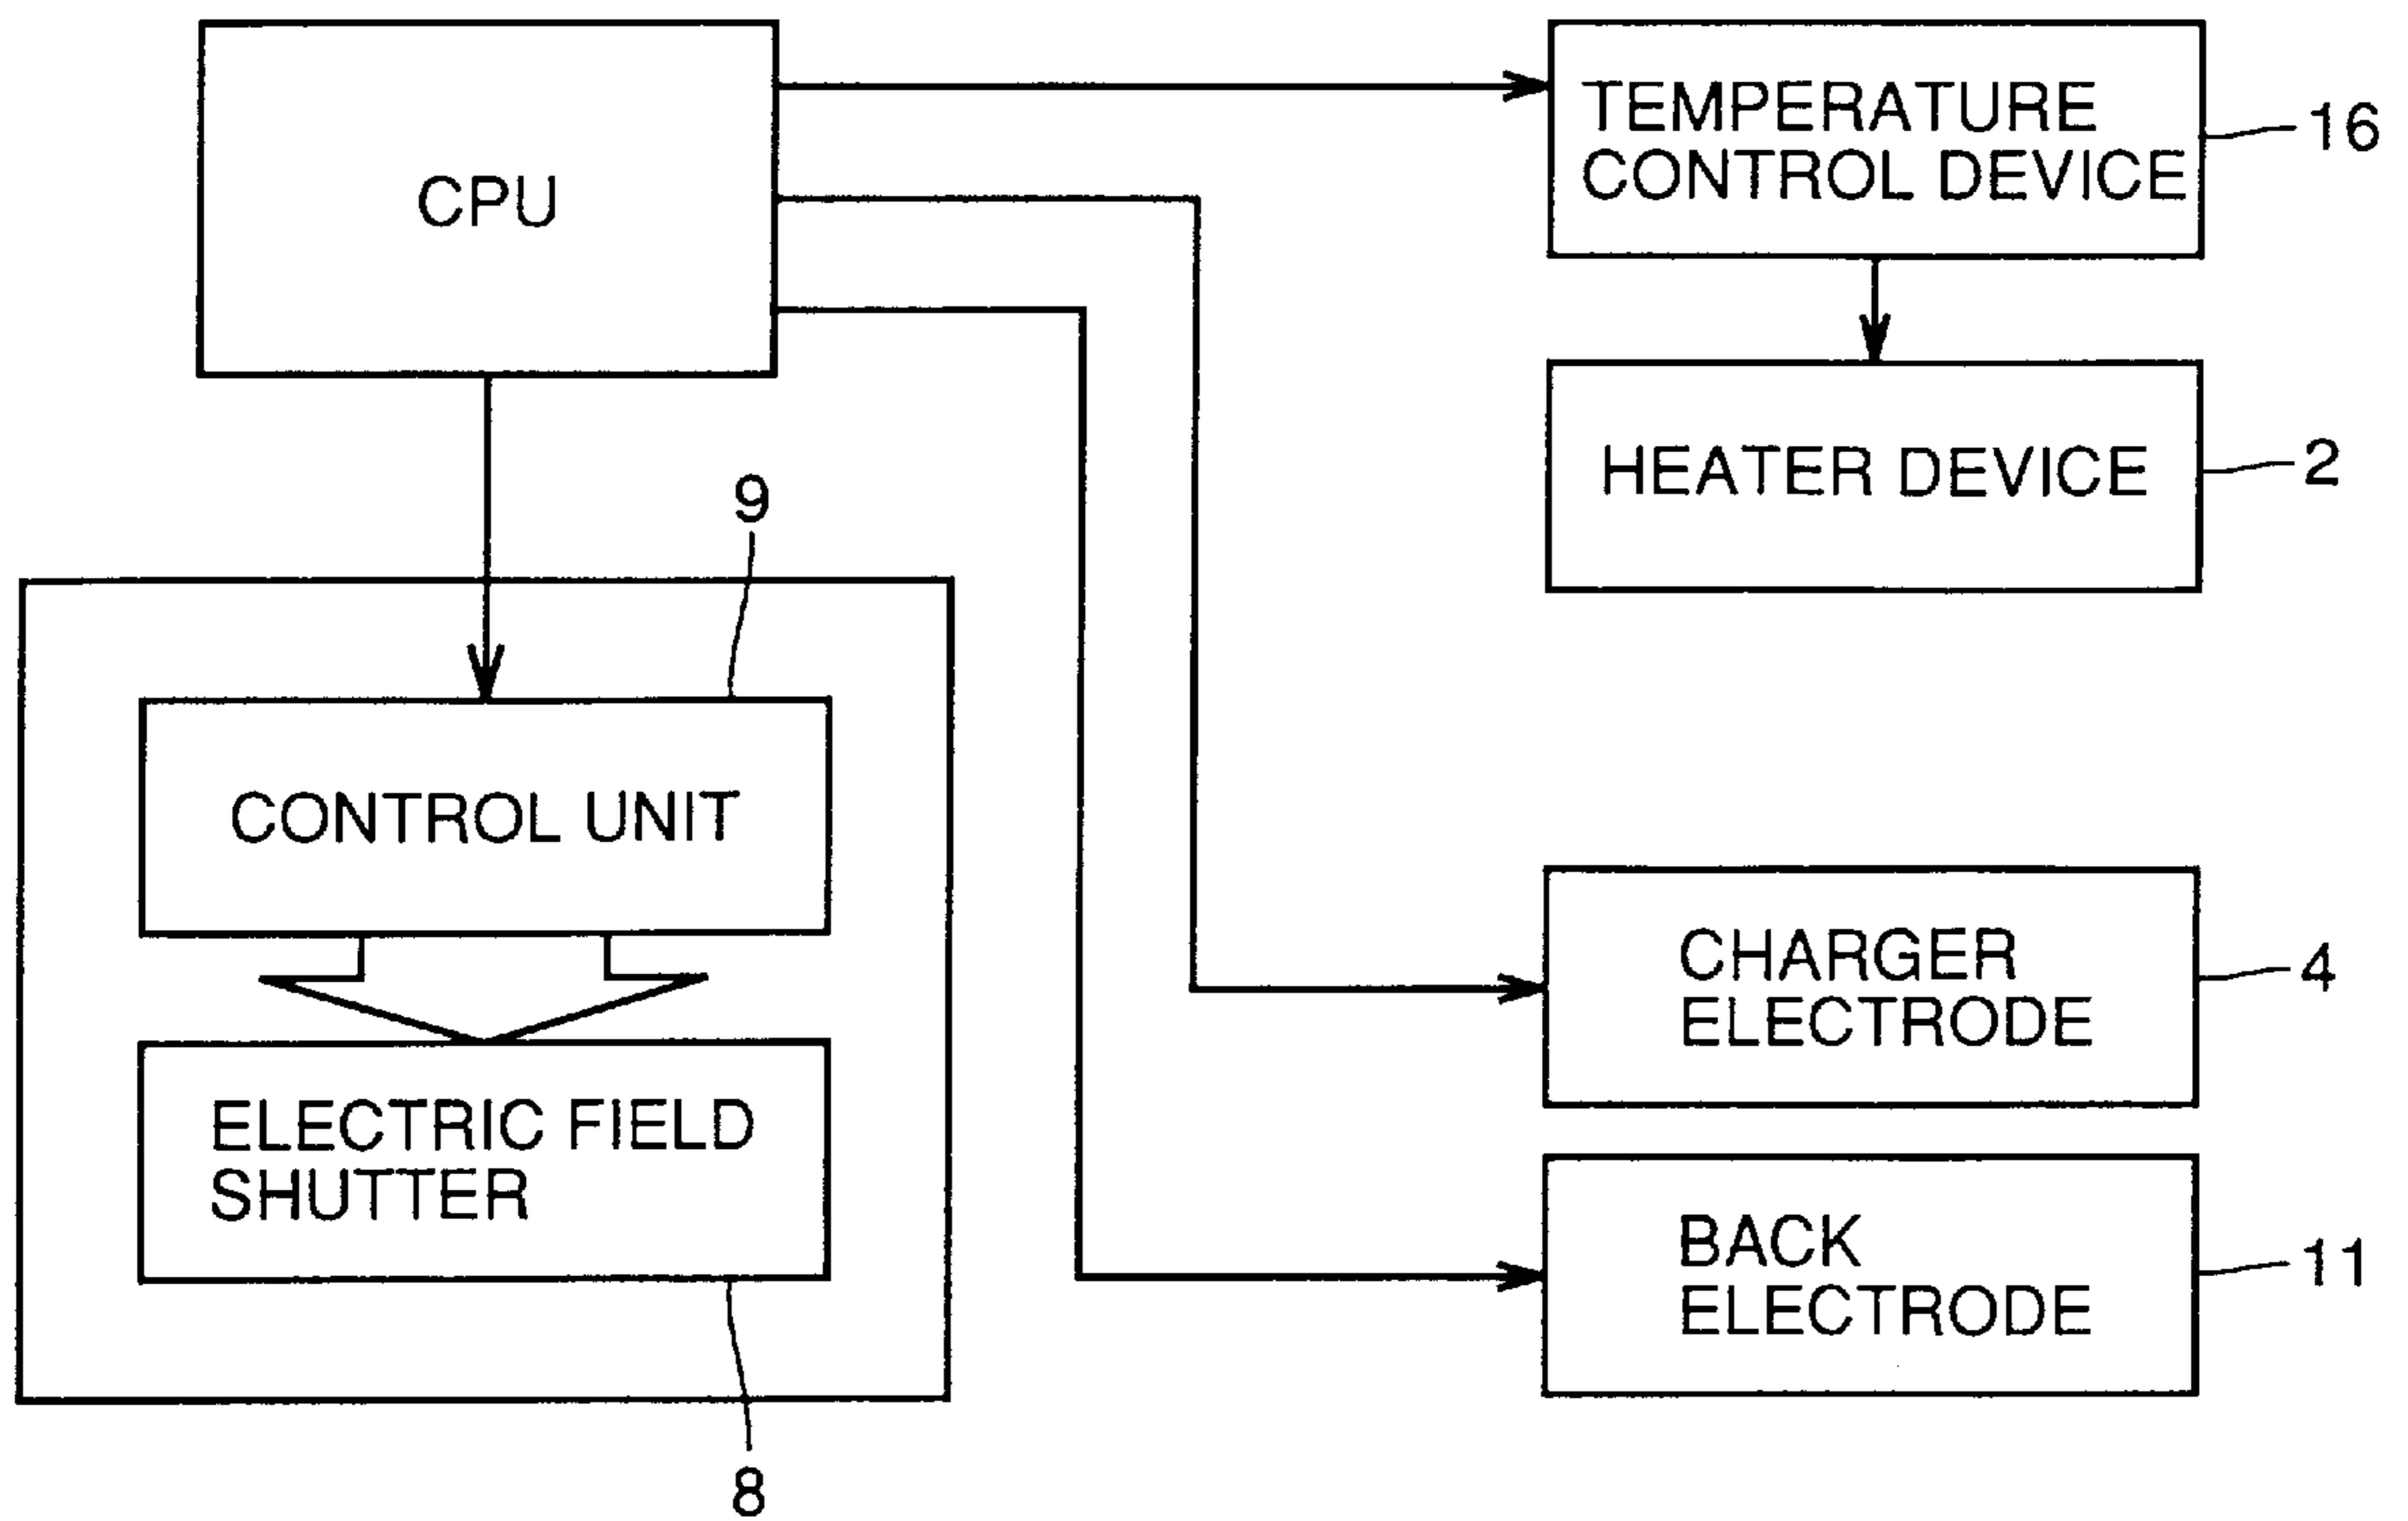 CPU
TEMPERATURE
CONTROL DEVICE
16
HEATER DEVICE
2
9
CONTROL UNIT
ELECTRIC FIELD
SHUTTER
8
CHARGER
ELECTRODE
4
BACK
ELECTRODE
11